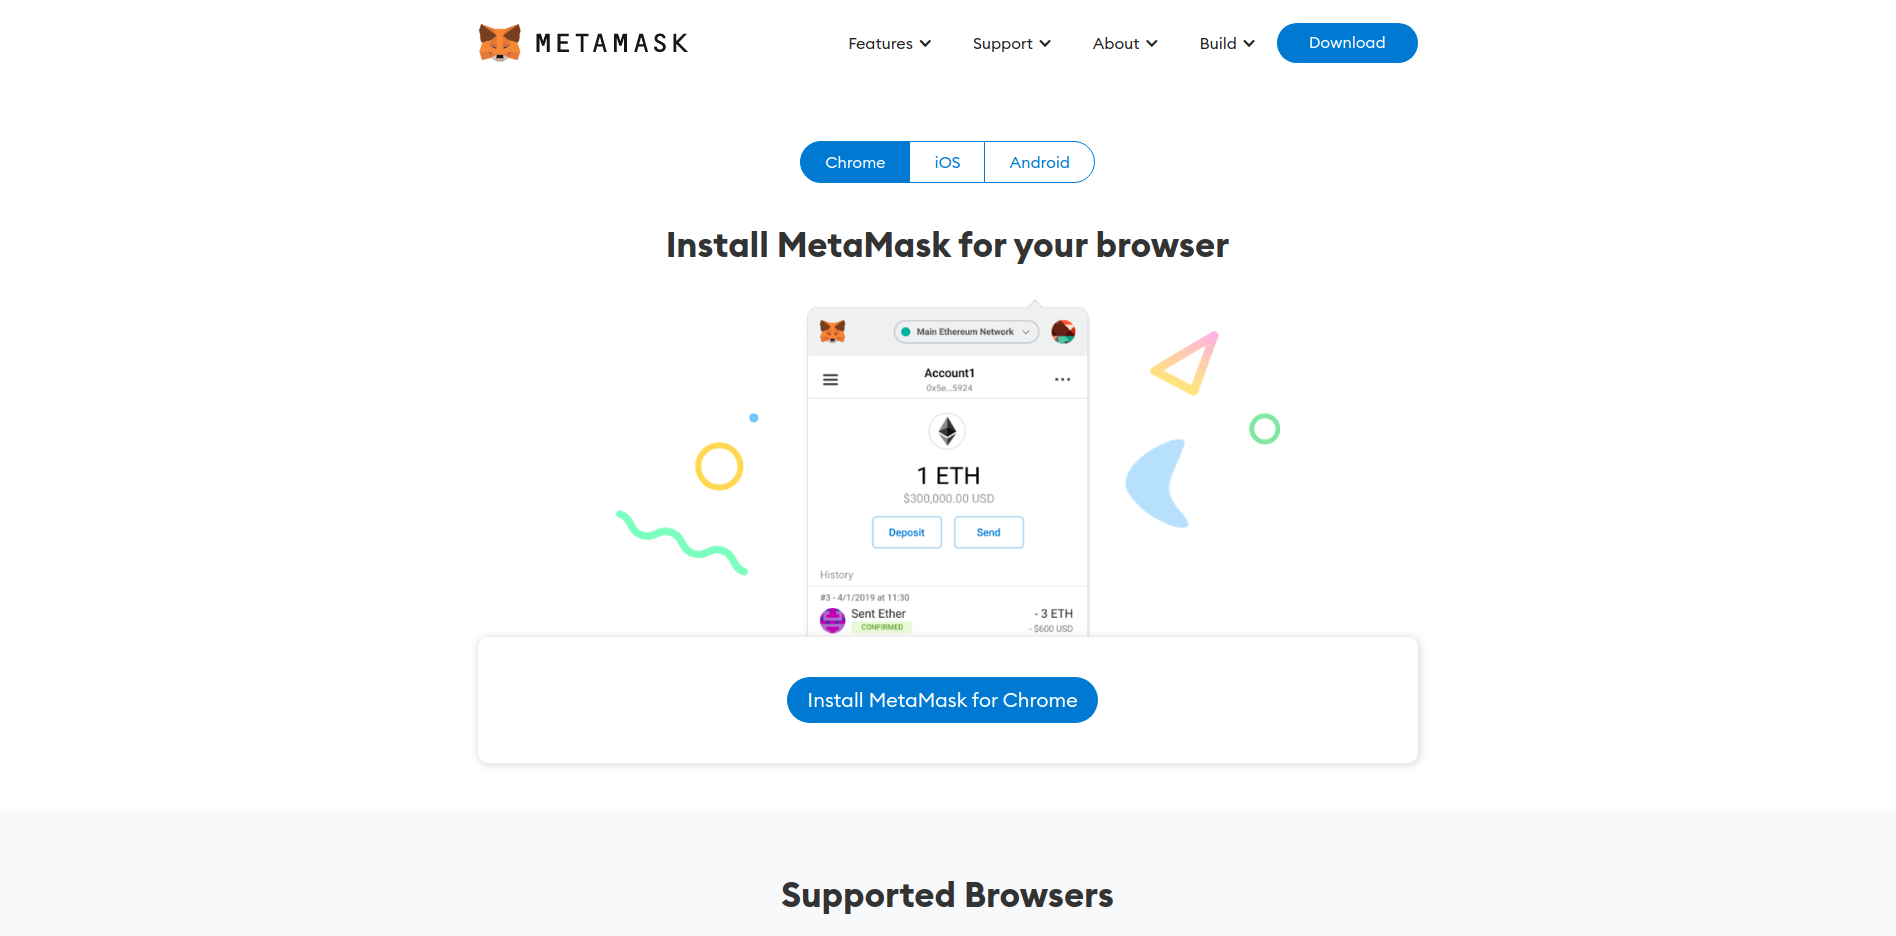 METAMASK
Features
Support
About
Build
Download
Chrome
iOS
Android
Install MetaMask for your browser
Main Ethereum Network
Account1
0x5e...5924
1 ETH
$300,000.00 USD
Deposit
Send
History
#3 - 4/1/2019 at 11:30
Sent Ether
- 3 ETH
CONFIRMED
- $600 USD
Install MetaMask for Chrome
Supported Browsers